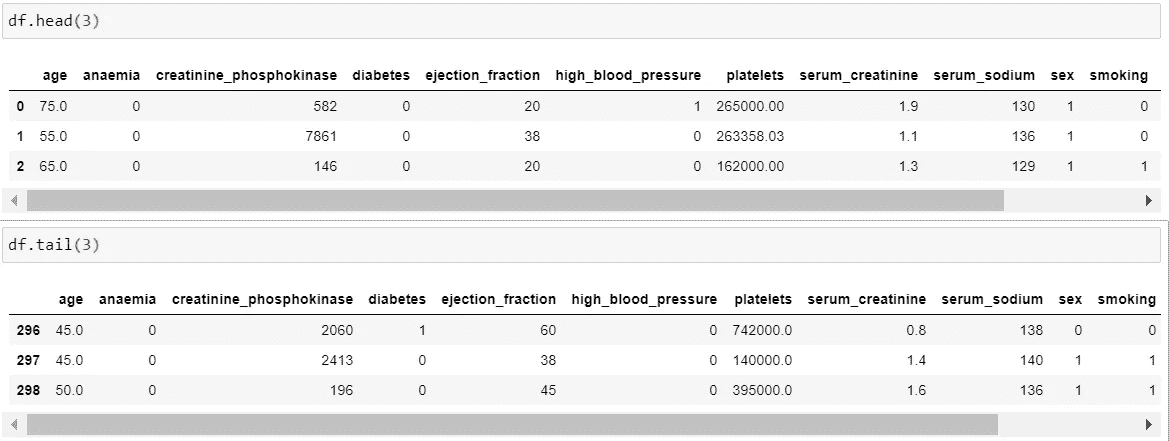 df.head(3)
age anaemia creatinine_phosphokinase diabetes ejection_fraction high_blood_pressure platelets serum_creatinine serum_sodium sex smoking
0 75.0 0 582 0 20 1 265000.00 1.9 130 1 0
1 55.0 0 7861 0 38 0 263358.03 1.1 136 1 0
2 65.0 0 146 0 20 0 162000.00 1.3 129 1 1
df.tail(3)
age anaemia creatinine_phosphokinase diabetes ejection_fraction high_blood_pressure platelets serum_creatinine serum_sodium sex smoking
296 45.0 0 2060 1 60 0 742000.0 0.8 138 0 0
297 45.0 0 2413 0 38 0 140000.0 1.4 140 1 1
298 50.0 0 196 0 45 0 395000.0 1.6 136 1 1